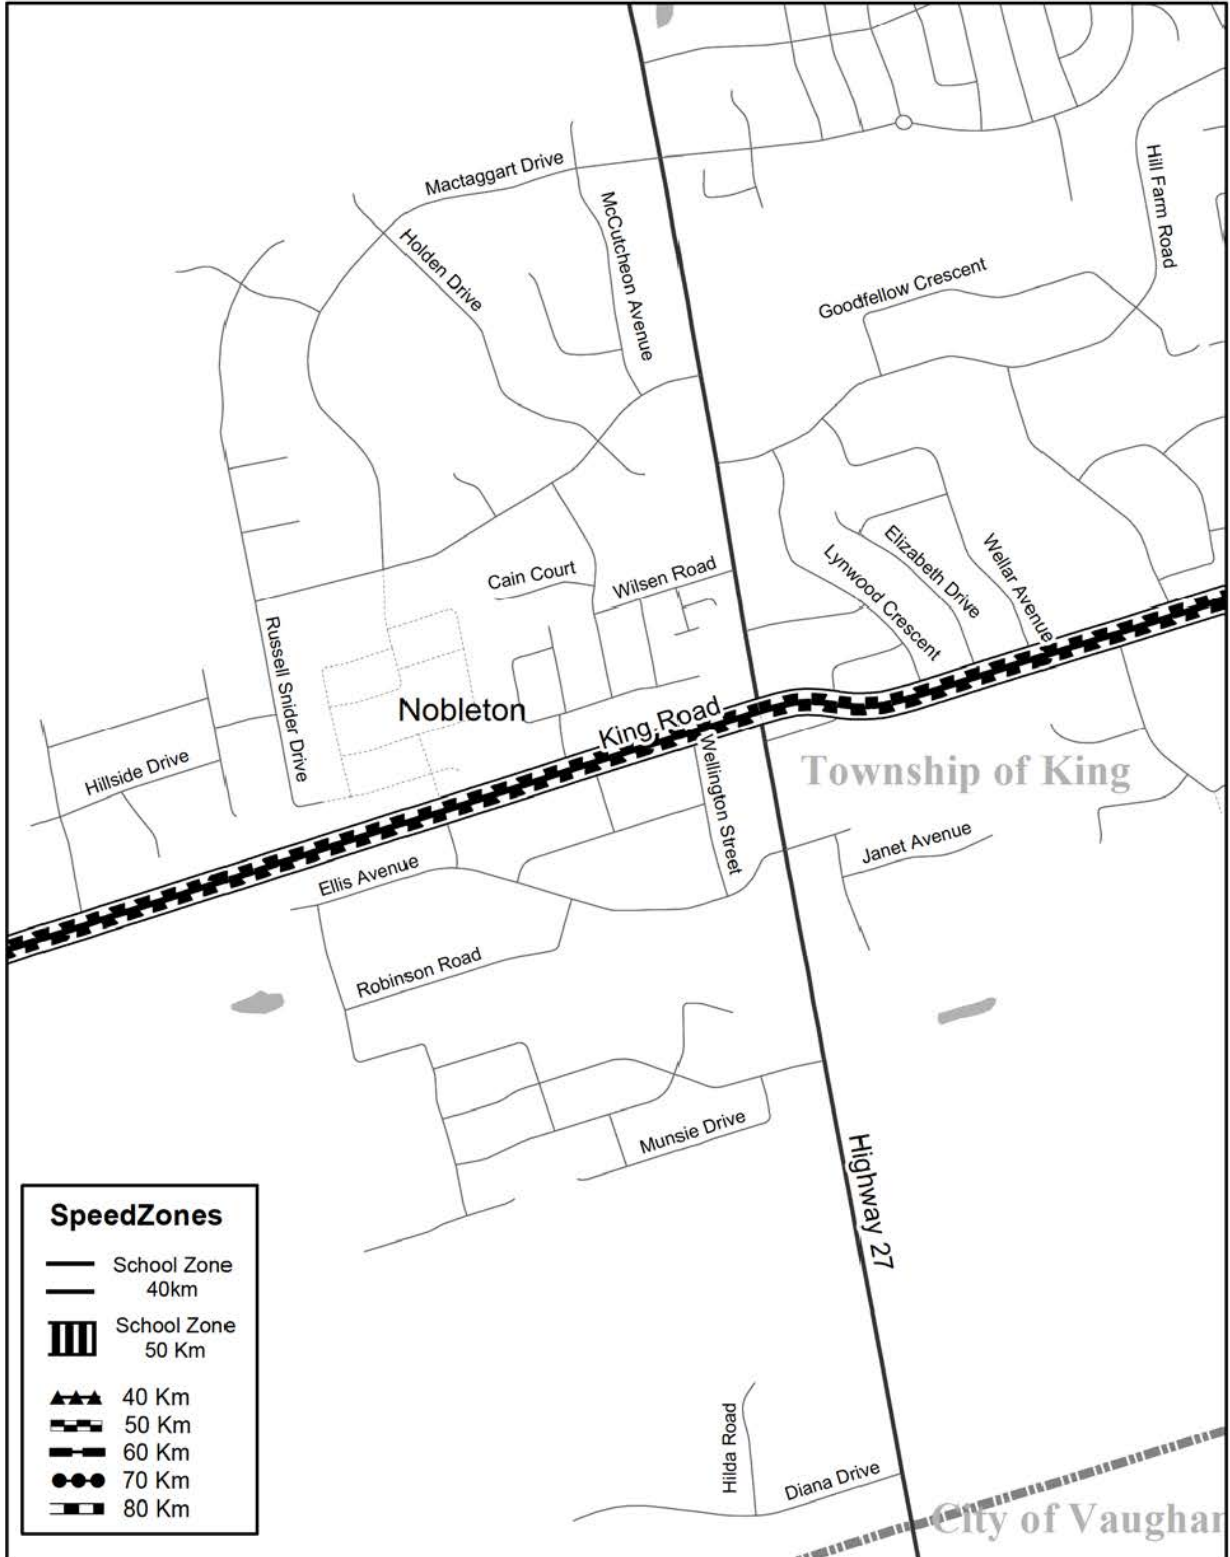 Mactaggart Drive
McCutcheon Avenue
Hill Farm Road
Holden Drive
Goodfellow Crescent
Cain Court
Wilsen Road
Lynwood Crescent
Elizabeth Drive
Wellar Avenue
Russell Snider Drive
Nobleton
King Road
Hillside Drive
Wellington Street
Township of King
Janet Avenue
Ellis Avenue
Robinson Road
Munsie Drive
Highway 27
SpeedZones
School Zone
40km
School Zone
50 Km
40 Km
50 Km
60 Km
70 Km
80 Km
Hilda Road
Diana Drive
City of Vaughan